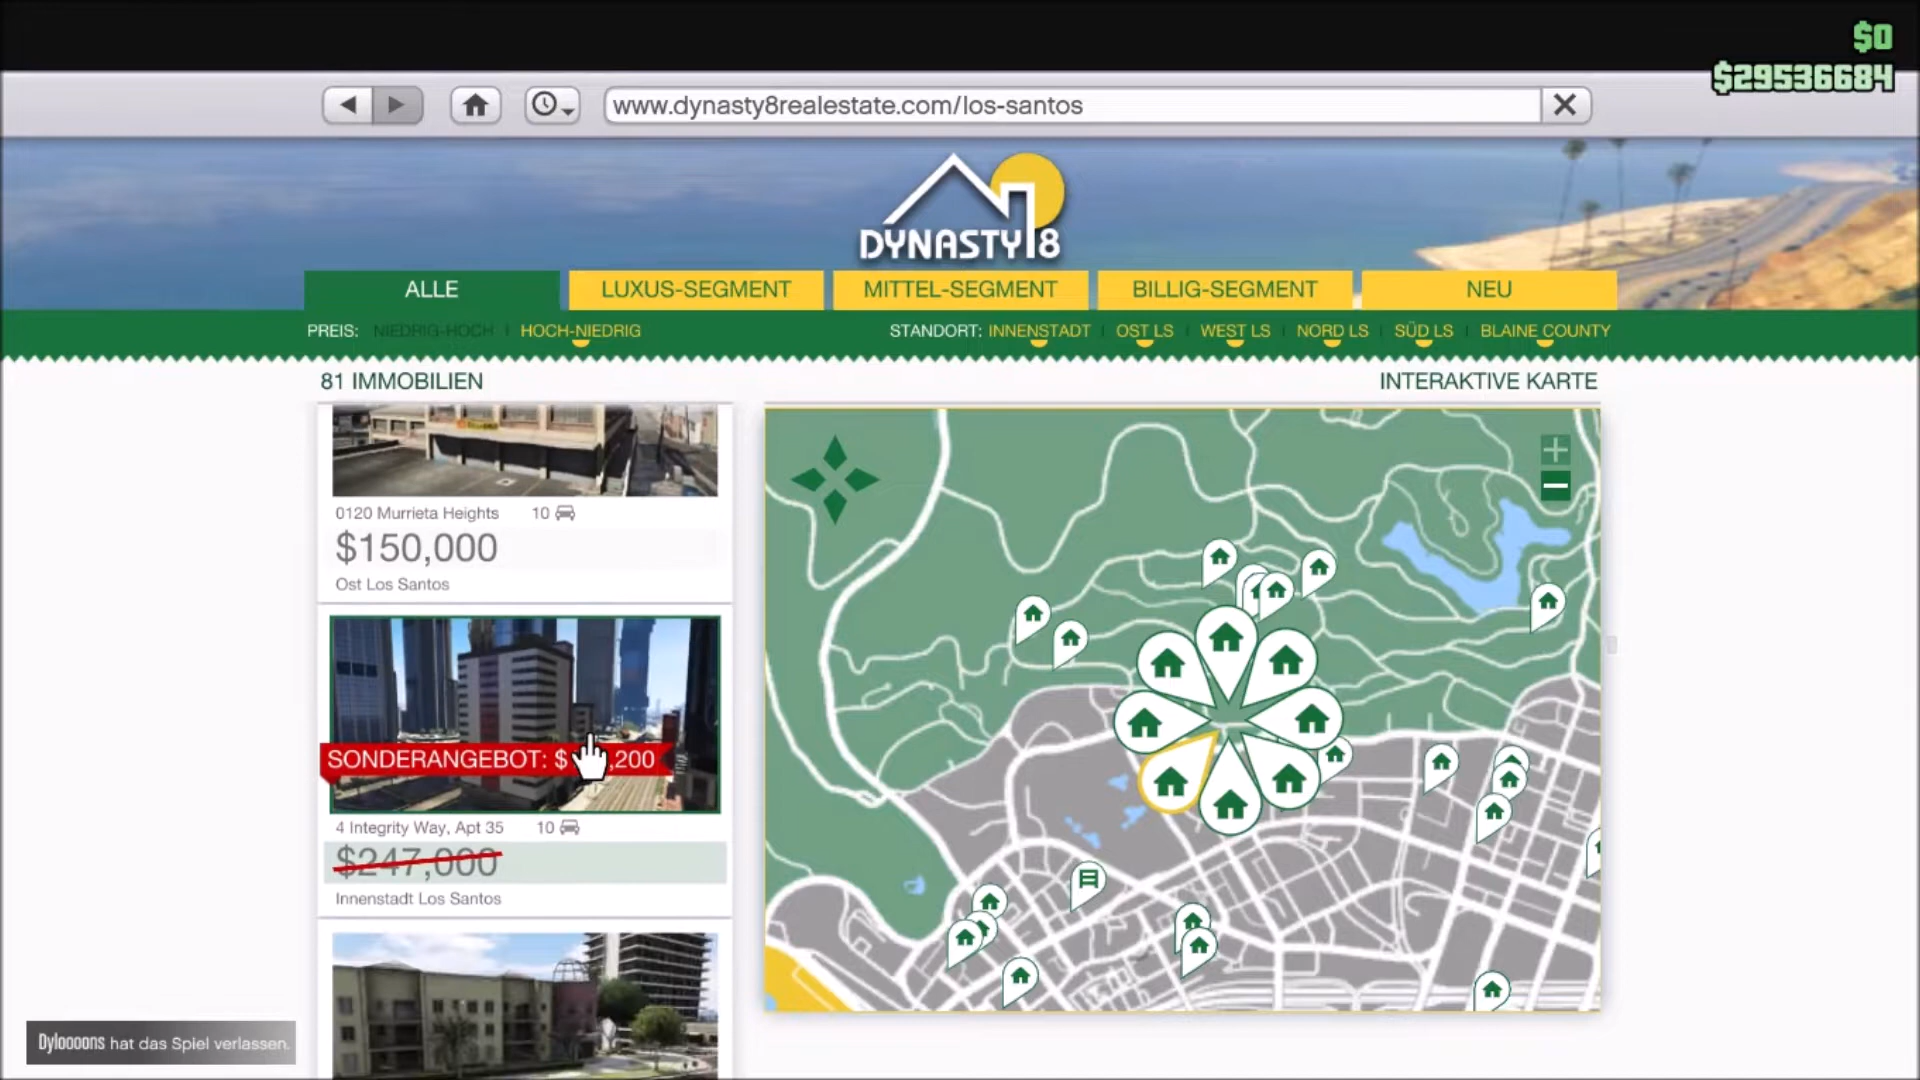 $0
$29536684
www.dynasty8realestate.com/los-santos
DYNASTY 8
ALLE
LUXUS-SEGMENT
MITTEL-SEGMENT
BILLIG-SEGMENT
NEU
PREIS: NIEDRIG-HOCH HOCH-NIEDRIG
STANDORT: INNENSTADT OST LS WEST LS NORD LS SÜD LS BLAINE COUNTY
81 IMMOBILIEN
INTERAKTIVE KARTE
0120 Murrieta Heights 10
$150,000
Ost Los Santos
SONDERANGEBOT: $ ,200
4 Integrity Way, Apt 35 10
$247,000
Innenstadt Los Santos
Dyloooons hat das Spiel verlassen.